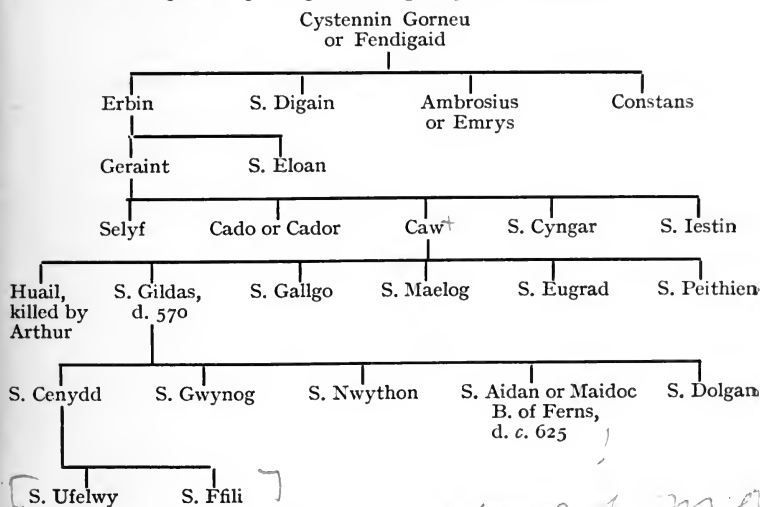 Cystennin Gorneu
or Fendigaid
Erbin S. Digain Ambrosius Constans
or Emrys
Geraint S. Eloan
Selyf Cado or Cador Caw+ S. Cyngar S. Iestin
Huail, S. Gildas, S. Gallgo S. Maelog S. Eugrad S. Peithien
killed by d. 570
Arthur
S. Cenydd S. Gwynog S. Nwython S. Aidan or Maidoc S. Dolgan
B. of Ferns,
d. c. 625
[S. Ufelwy S. Ffili]